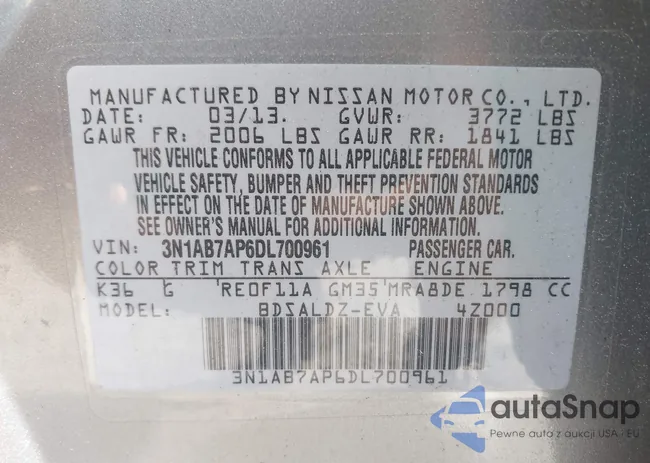 MANUFACTURED BY NISSAN MOTOR CO., LTD.
DATE: 03/13. GVWR: 3772 LBS
GAWR FR: 2006 LBS GAWR RR: 1841 LBS
THIS VEHICLE CONFORMS TO ALL APPLICABLE FEDERAL MOTOR
VEHICLE SAFETY, BUMPER AND THEFT PREVENTION STANDARDS
IN EFFECT ON THE DATE OF MANUFACTURE SHOWN ABOVE.
SEE OWNER'S MANUAL FOR ADDITIONAL INFORMATION.
VIN: 3N1AB7AP6DL700961 PASSENGER CAR.
COLOR TRIM TRANS AXLE ENGINE
K36 G RE0F11A GM35 MRA8DE 1798 CC
MODEL: BDSALDZ-EVA 4Z000
3N1AB7AP6DL700961
autaSnap
Pewne auto z aukcji USA, EU